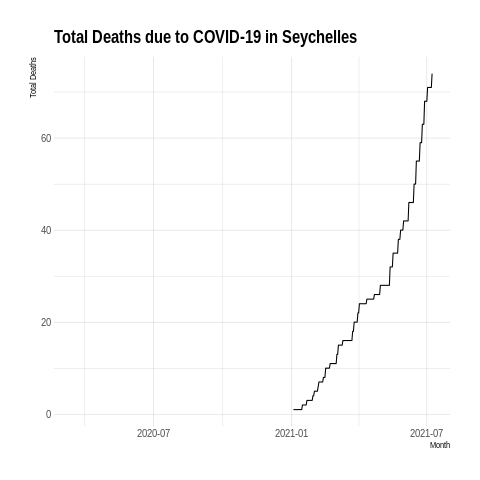 Total Deaths due to COVID-19 in Seychelles
Total Deaths
60
40
20
0
2020-07 2021-01 2021-07
Month